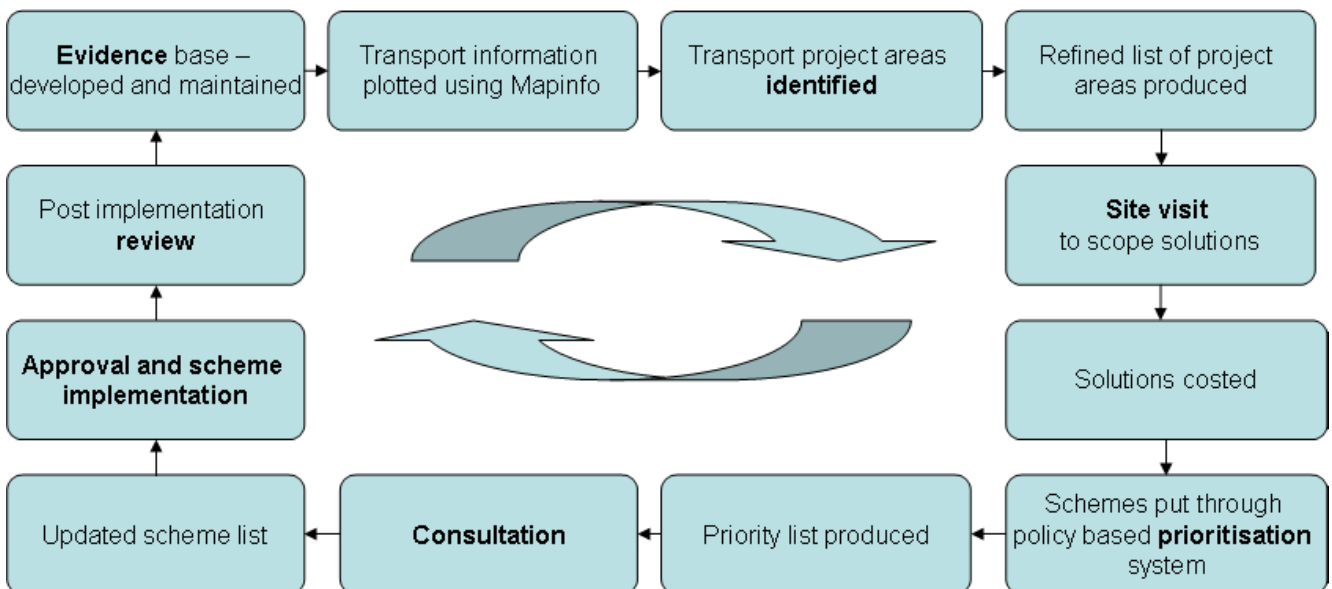 Evidence base –
developed and maintained
Transport information
plotted using Mapinfo
Transport project areas
identified
Refined list of project
areas produced
Site visit
to scope solutions
Solutions costed
Schemes put through
policy based prioritisation
system
Priority list produced
Consultation
Updated scheme list
Approval and scheme
implementation
Post implementation
review